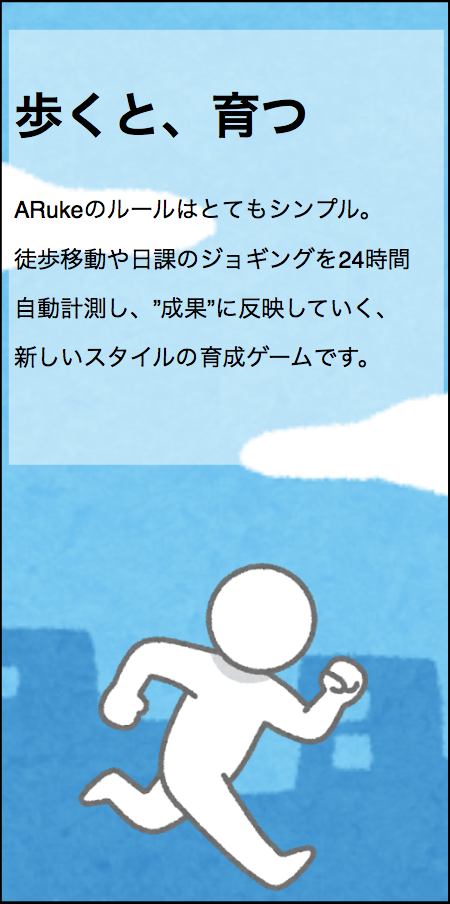 歩くと、育つ
ARukeのルールはとてもシンプル。
徒歩移動や日課のジョギングを24時間
自動計測し、”成果”に反映していく、
新しいスタイルの育成ゲームです。